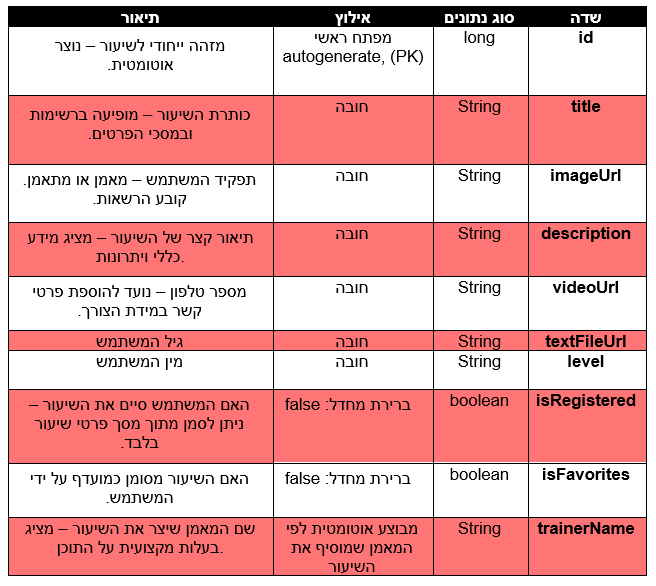 שדה סוג נתונים אילוץ תיאור
id long מפתח ראשי מזהה ייחודי לשיעור – נוצר
autogenerate, (PK) אוטומטית.
title String חובה כותרת השיעור – מופיעה ברשימות
ובמסכי הפרטים.
imageUrl String חובה תפקיד המשתמש – מאמן או מתאמן.
קובע הרשאות.
description String חובה תיאור קצר של השיעור – מציג מידע
כללי ויתרונות.
videoUrl String חובה מספר טלפון – נועד להוספת פרטי
קשר במידת הצורך.
textFileUrl String חובה גיל המשתמש
level String חובה מין המשתמש
isRegistered boolean ברירת מחדל: false האם המשתמש סיים את השיעור –
ניתן לסמן מתוך מסך פרטי שיעור
בלבד.
isFavorites boolean ברירת מחדל: false האם השיעור מסומן כמועדף על ידי
המשתמש.
trainerName String מבוצע אוטומטית לפי שם המאמן שיצר את השיעור – מציג
המאמן שמוסיף את בעלות מקצועית על התוכן.
השיעור